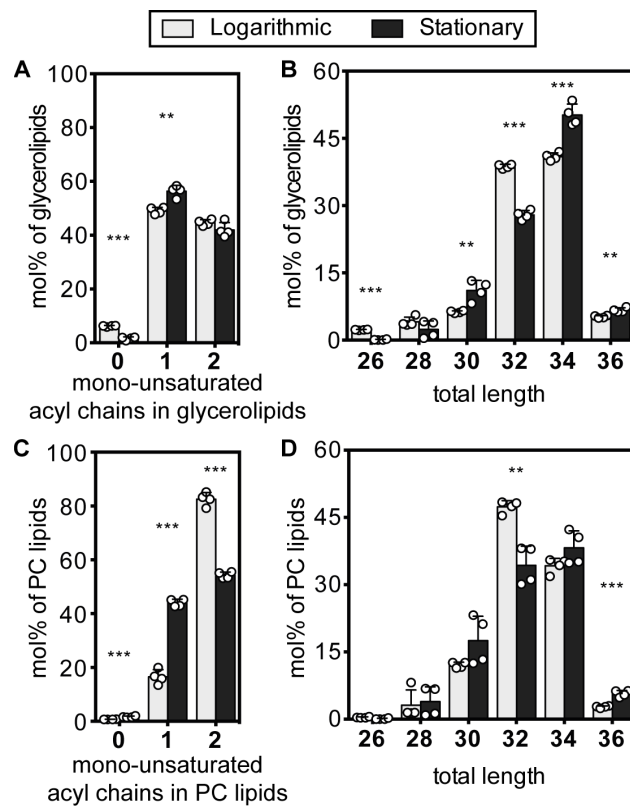 Logarithmic Stationary
A
B
100
80
60
40
20
0
mol% of glycerolipids
***
**
0 1 2
mono-unsaturated
acyl chains in glycerolipids
60
45
30
15
0
mol% of glycerolipids
***
**
***
***
**
26 28 30 32 34 36
total length
C
D
100
80
60
40
20
0
mol% of PC lipids
***
***
***
0 1 2
mono-unsaturated
acyl chains in PC lipids
60
45
30
15
0
mol% of PC lipids
**
***
26 28 30 32 34 36
total length